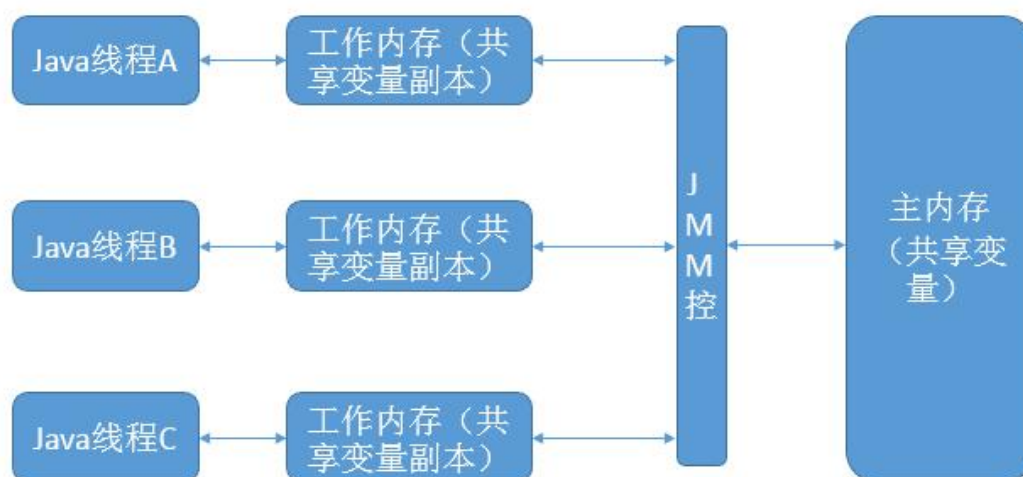 Java线程A
工作内存（共
享变量副本）
Java线程B
工作内存（共
享变量副本）
Java线程C
工作内存（共
享变量副本）
J
M
M
控
主内存
（共享变
量）